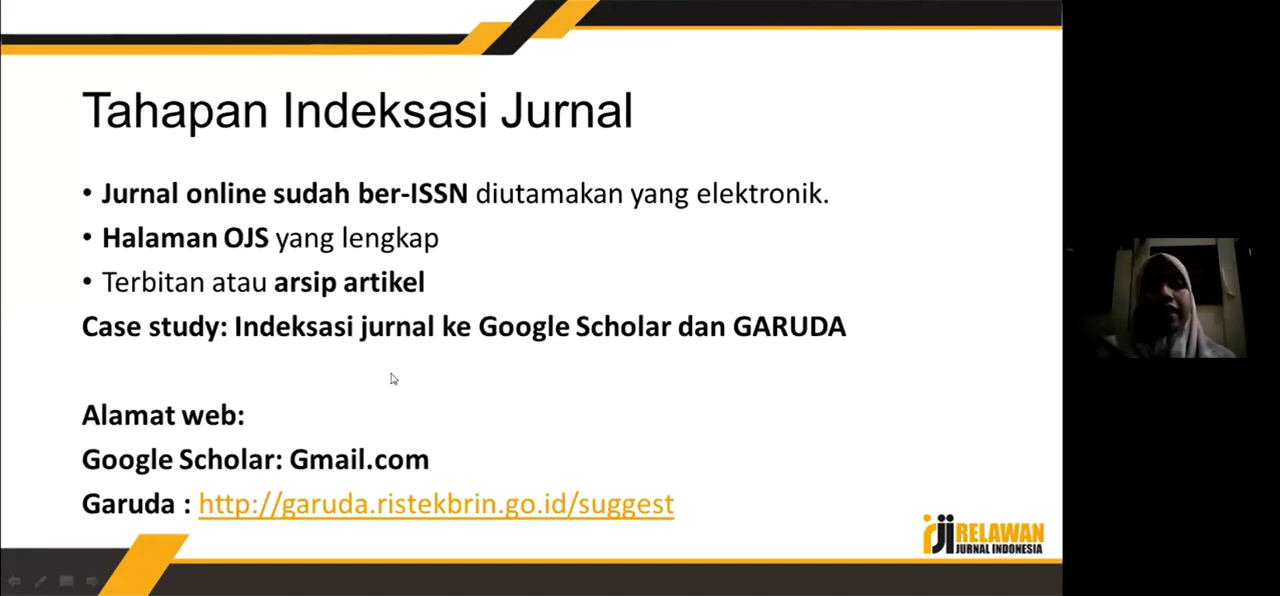 Tahapan Indeksasi Jurnal
• Jurnal online sudah ber-ISSN diutamakan yang elektronik.
• Halaman OJS yang lengkap
• Terbitan atau arsip artikel
Case study: Indeksasi jurnal ke Google Scholar dan GARUDA
Alamat web:
Google Scholar: Gmail.com
Garuda : http://garuda.ristekbrin.go.id/suggest
rji RELAWAN
JURNAL INDONESIA